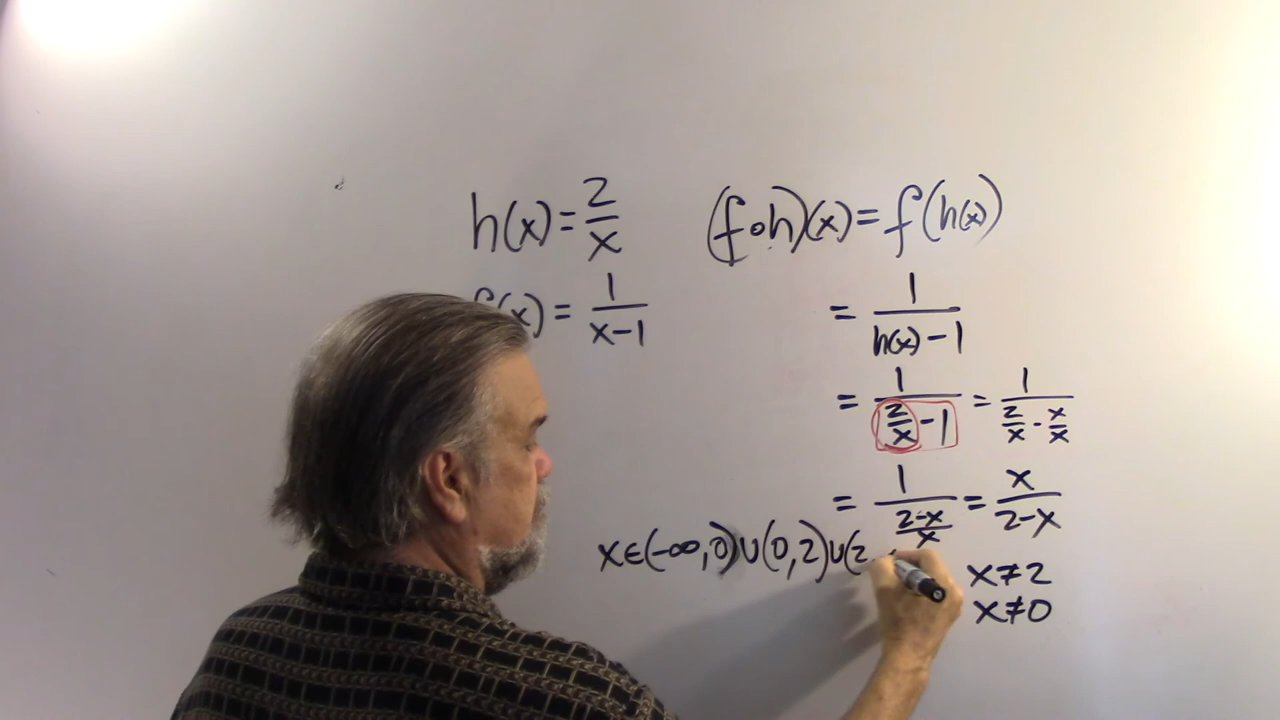 h(x) = 2/x
(f∘h)(x) = f(h(x))
f(x) = 1/(x-1)
= 1/(h(x) - 1)
= 1/(2/x - 1) = 1/(2/x - x/x)
= 1/((2-x)/x) = x/(2-x)
x∈(-∞,0)∪(0,2)∪(2
x≠2
x≠0